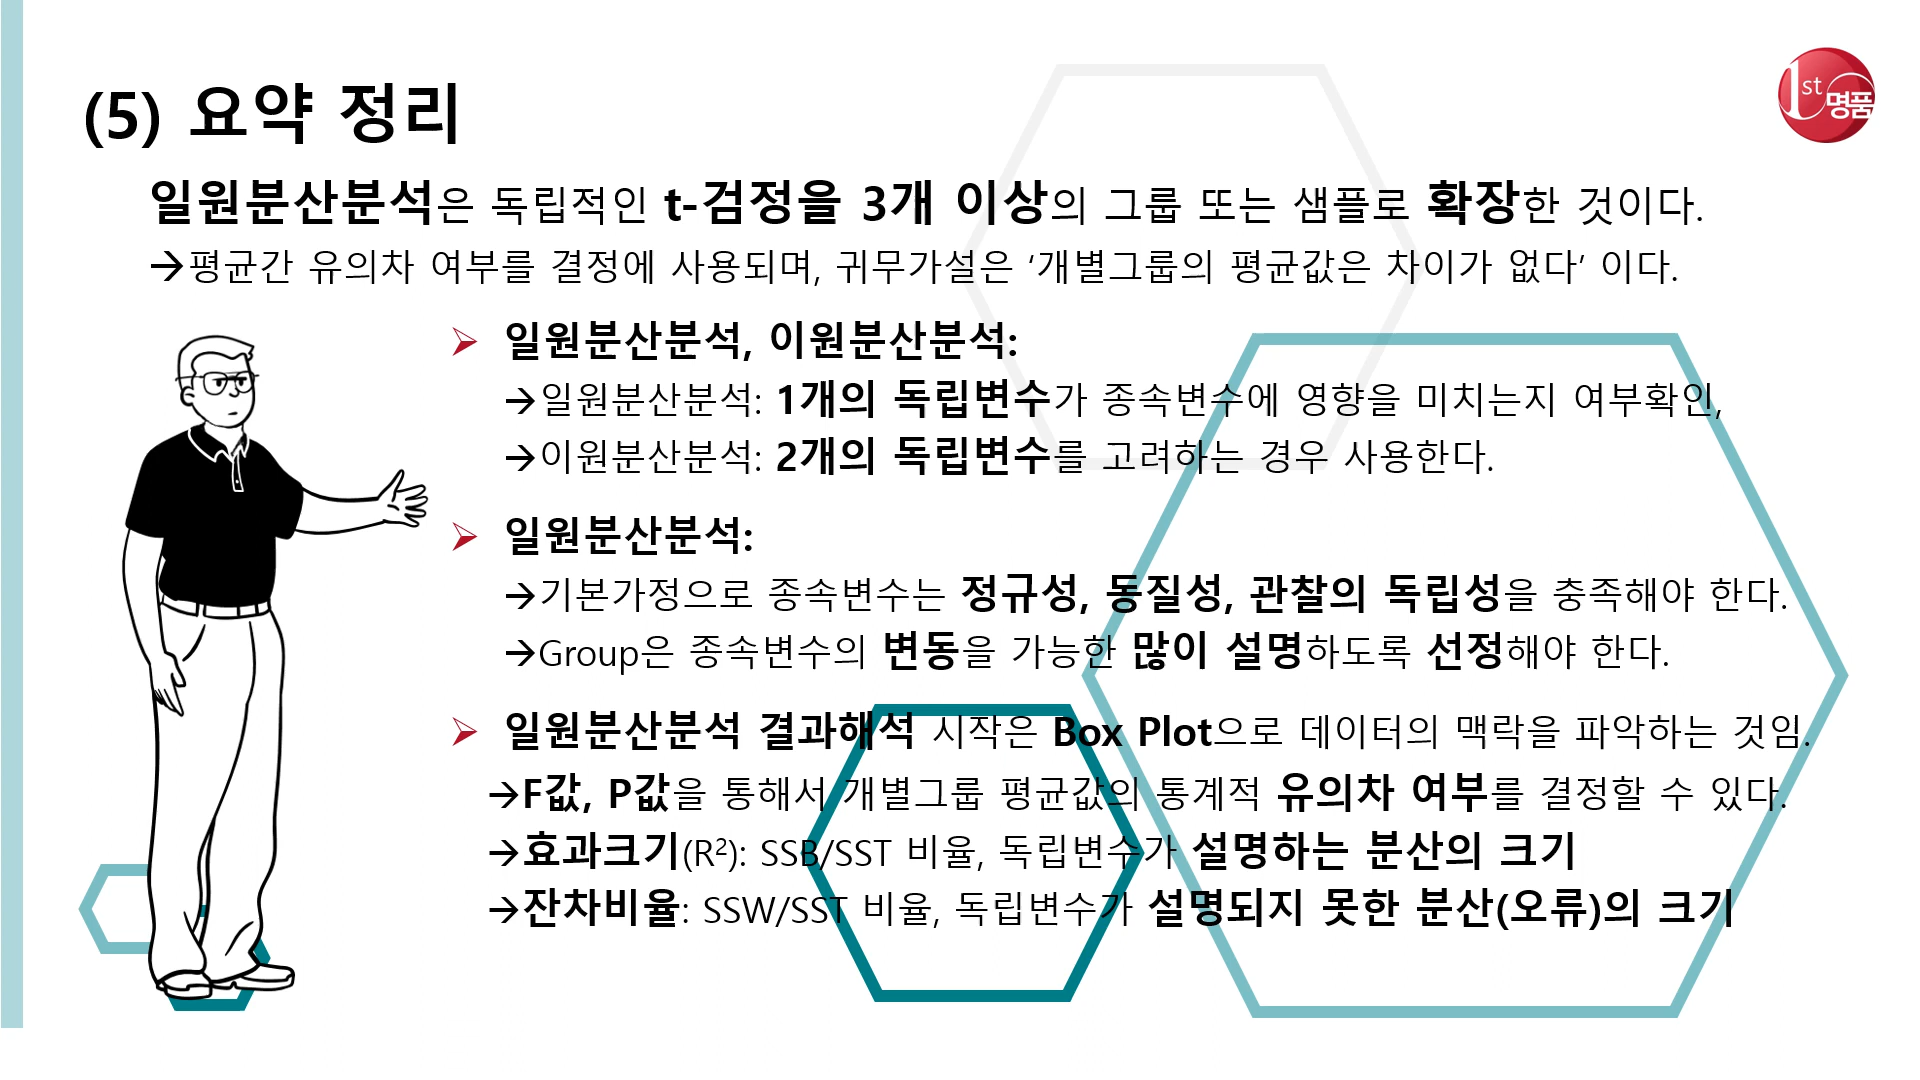 (5) 요약 정리
1st 명품
일원분산분석은 독립적인 t-검정을 3개 이상의 그룹 또는 샘플로 확장한 것이다.
→평균간 유의차 여부를 결정에 사용되며, 귀무가설은 ‘개별그룹의 평균값은 차이가 없다’ 이다.
➢ 일원분산분석, 이원분산분석:
→일원분산분석: 1개의 독립변수가 종속변수에 영향을 미치는지 여부확인,
→이원분산분석: 2개의 독립변수를 고려하는 경우 사용한다.
➢ 일원분산분석:
→기본가정으로 종속변수는 정규성, 동질성, 관찰의 독립성을 충족해야 한다.
→Group은 종속변수의 변동을 가능한 많이 설명하도록 선정해야 한다.
➢ 일원분산분석 결과해석 시작은 Box Plot으로 데이터의 맥락을 파악하는 것임.
→F값, P값을 통해서 개별그룹 평균값의 통계적 유의차 여부를 결정할 수 있다.
→효과크기(R²): SSB/SST 비율, 독립변수가 설명하는 분산의 크기
→잔차비율: SSW/SST 비율, 독립변수가 설명되지 못한 분산(오류)의 크기